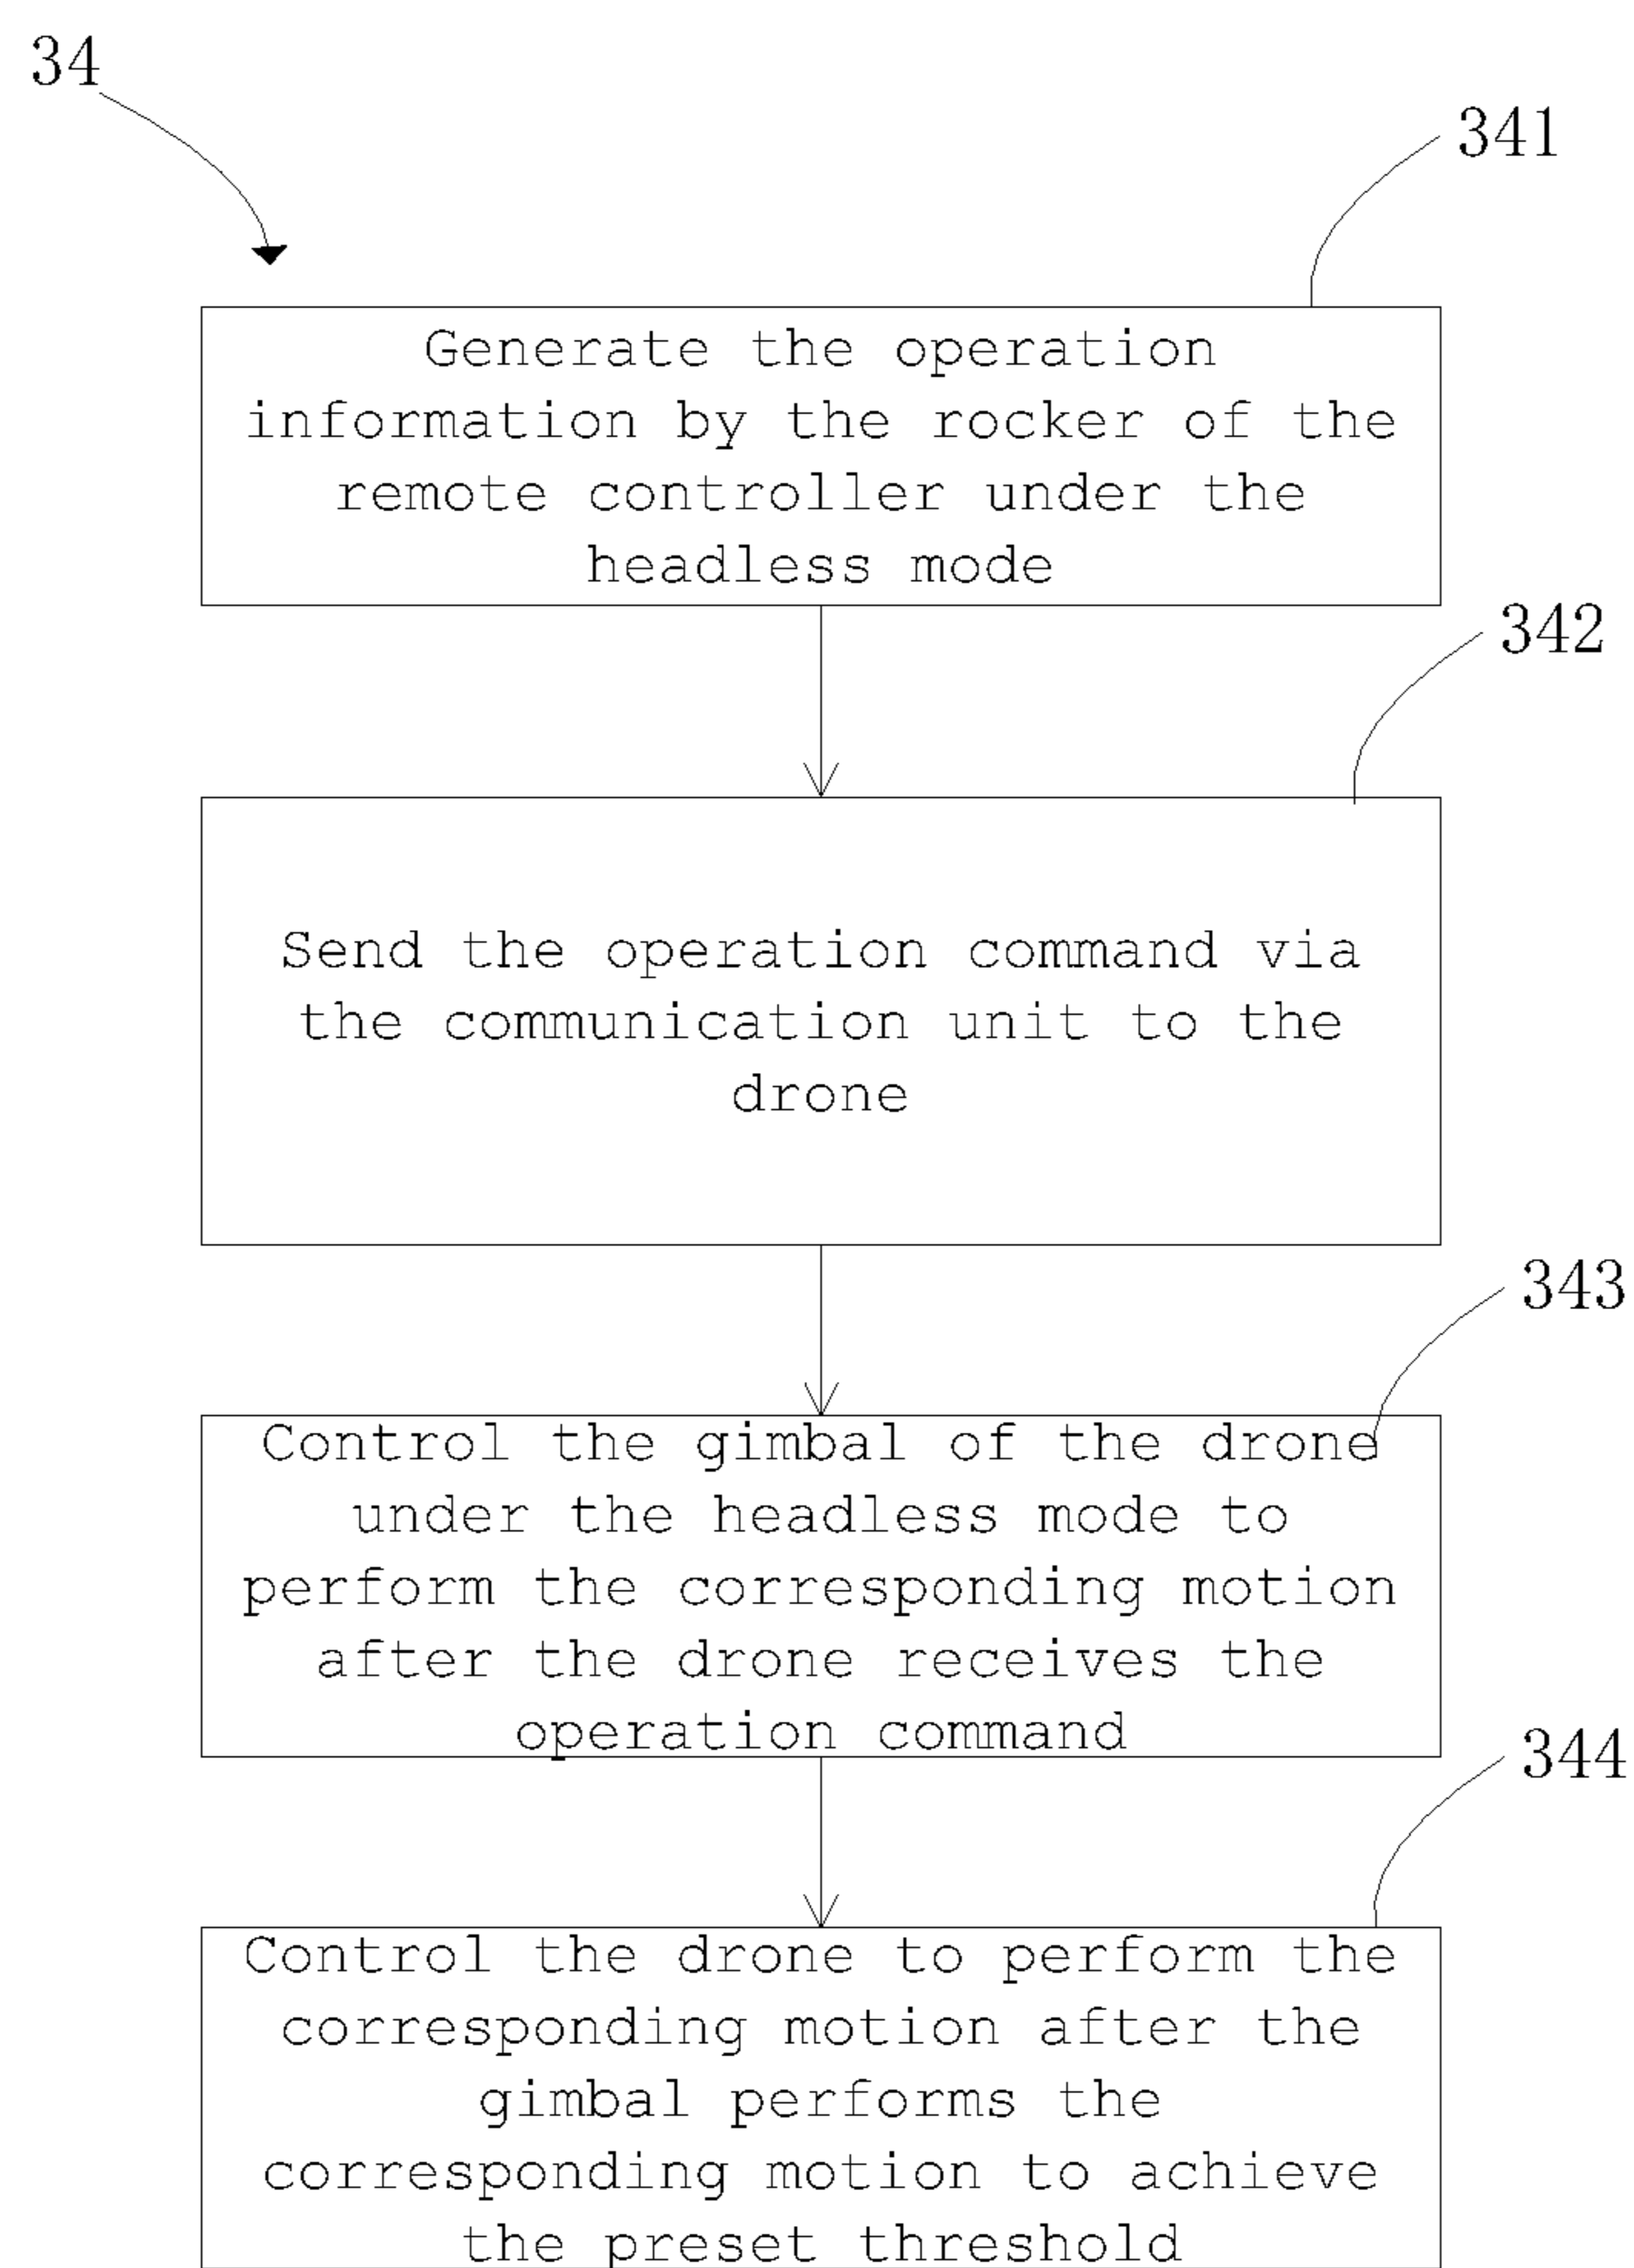 34
341
Generate the operation
information by the rocker of the
remote controller under the
headless mode
342
Send the operation command via
the communication unit to the
drone
343
Control the gimbal of the drone
under the headless mode to
perform the corresponding motion
after the drone receives the
operation command
344
Control the drone to perform the
corresponding motion after the
gimbal performs the
corresponding motion to achieve
the preset threshold